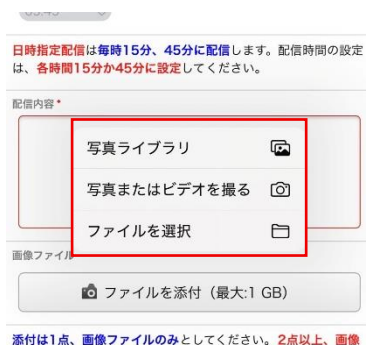 日時指定配信は毎時15分、45分に配信します。配信時間の設定
は、各時間15分か45分に設定してください。
配信内容*
写真ライブラリ
写真またはビデオを撮る
ファイルを選択
画像ファイル
ファイルを添付（最大:1 GB）
添付は1点、画像ファイルのみとしてください。2点以上、画像